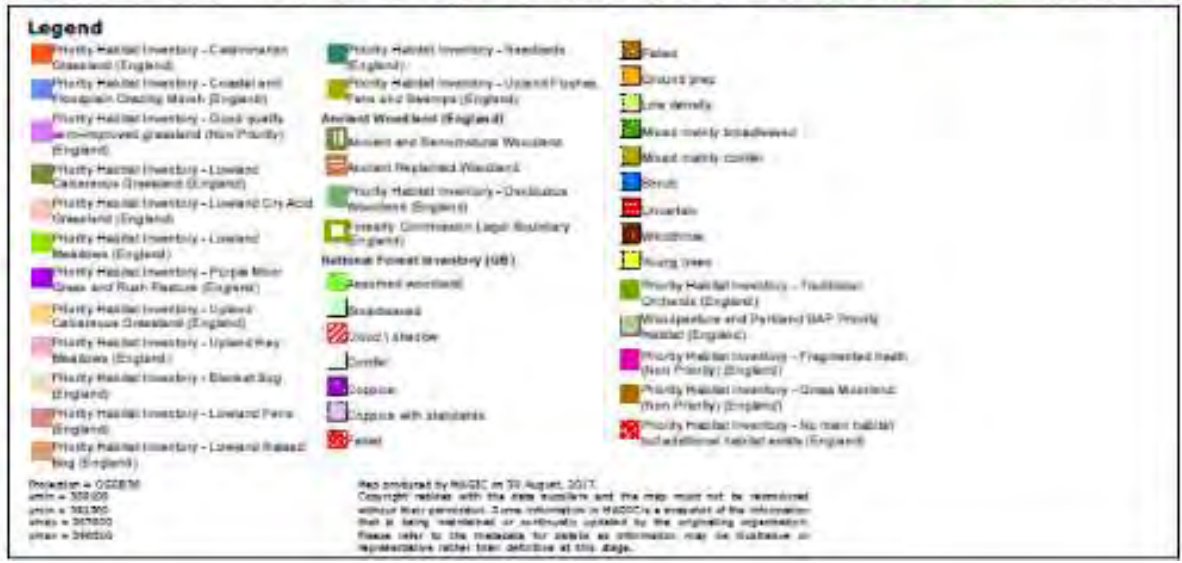 Legend
Priority Habitat Inventory - Calaminarian
Grassland (England)
Priority Habitat Inventory - Coastal and
Floodplain Grazing Marsh (England)
Priority Habitat Inventory - Good quality
semi-improved grassland (Non Priority)
(England)
Priority Habitat Inventory - Lowland
Calcareous Grassland (England)
Priority Habitat Inventory - Lowland Dry Acid
Grassland (England)
Priority Habitat Inventory - Lowland
Meadows (England)
Priority Habitat Inventory - Purple Moor
Grass and Rush Pasture (England)
Priority Habitat Inventory - Upland
Calcareous Grassland (England)
Priority Habitat Inventory - Upland Hay
Meadows (England)
Priority Habitat Inventory - Blanket Bog
(England)
Priority Habitat Inventory - Lowland Fens
(England)
Priority Habitat Inventory - Lowland Raised
Bog (England)
Priority Habitat Inventory - Reedbeds
(England)
Priority Habitat Inventory - Upland Flushes,
Fens and Swamps (England)
Ancient Woodland (England)
Ancient and Semi-Natural Woodland
Ancient Replanted Woodland
Priority Habitat Inventory - Deciduous
Woodland (England)
Forestry Commission Legal Boundary
(England)
National Forest Inventory (GB)
Assumed woodland
Broadleaved
Cloud \ shadow
Conifer
Coppice
Coppice with standards
Failed
Felled
Ground prep
Low density
Mixed mainly broadleaved
Mixed mainly conifer
Shrub
Uncertain
Windthrow
Young trees
Priority Habitat Inventory - Traditional
Orchards (England)
Woodpasture and Parkland BAP Priority
Habitat (England)
Priority Habitat Inventory - Fragmented Heath
(Non Priority) (England)
Priority Habitat Inventory - Grass Moorland
(Non Priority) (England)
Priority Habitat Inventory - No main habitat
but additional habitat exists (England)
Projection = OSGB36
xmin =
ymin =
xmax =
ymax =
Map produced by MAGIC on 30 August, 2017.
Copyright resides with the data suppliers and the map must not be reproduced
without their permission. Some information in MAGIC is a snapshot of the information
that is being maintained or continually updated by the originating organisation.
Please refer to the metadata for details as information may be illustrative or
representative rather than definitive at this stage.